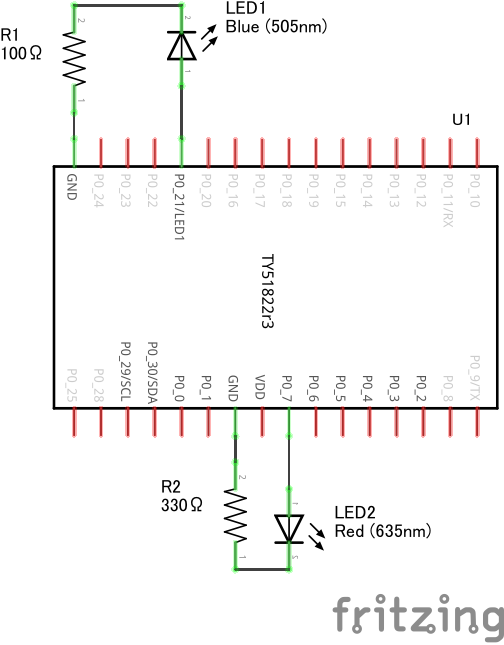 LED1
Blue (505nm)
R1
100Ω
2
2
1
1
U1
GND
P0_24
P0_23
P0_22
P0_21/LED1
P0_20
P0_16
P0_17
P0_18
P0_19
P0_15
P0_14
P0_13
P0_12
P0_11/RX
P0_10
TY51822r3
P0_25
P0_28
P0_29/SCL
P0_30/SDA
P0_0
P0_1
GND
VDD
P0_7
P0_6
P0_5
P0_4
P0_3
P0_2
P0_8
P0_9/TX
R2
330Ω
2
1
1
2
LED2
Red (635nm)
fritzing